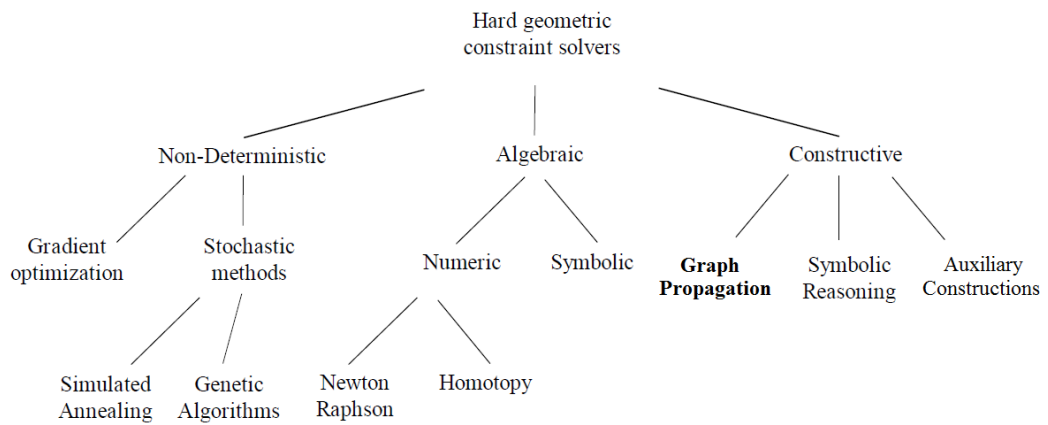 Hard geometric
constraint solvers
Non-Deterministic
Algebraic
Constructive
Gradient
optimization
Stochastic
methods
Numeric
Symbolic
Graph
Propagation
Symbolic
Reasoning
Auxiliary
Constructions
Simulated
Annealing
Genetic
Algorithms
Newton
Raphson
Homotopy